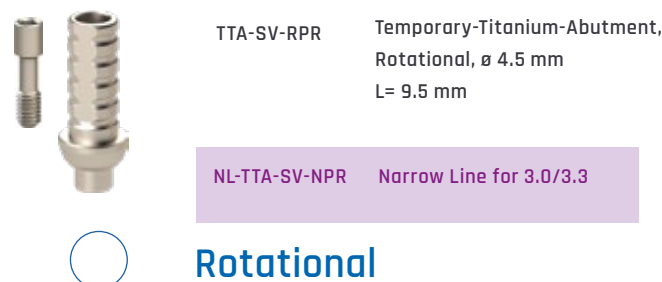 TTA-SV-RPR
Temporary-Titanium-Abutment,
Rotational, ø 4.5 mm
L= 9.5 mm
NL-TTA-SV-NPR Narrow Line for 3.0/3.3
Rotational